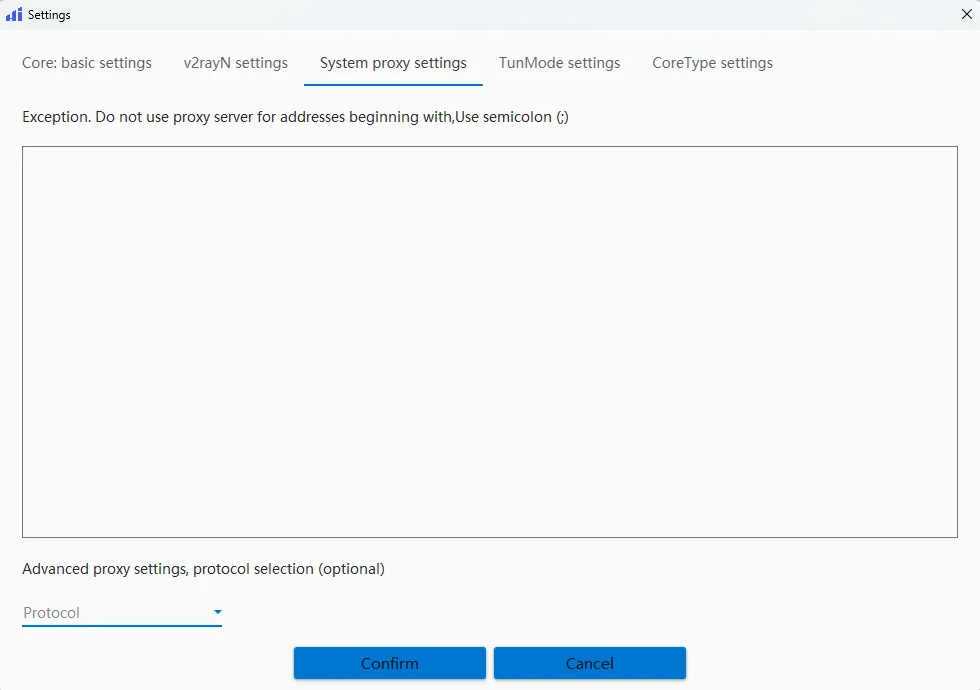 Settings
Core: basic settings v2rayN settings System proxy settings TunMode settings CoreType settings
Exception. Do not use proxy server for addresses beginning with,Use semicolon (;)
Advanced proxy settings, protocol selection (optional)
Protocol
Confirm Cancel